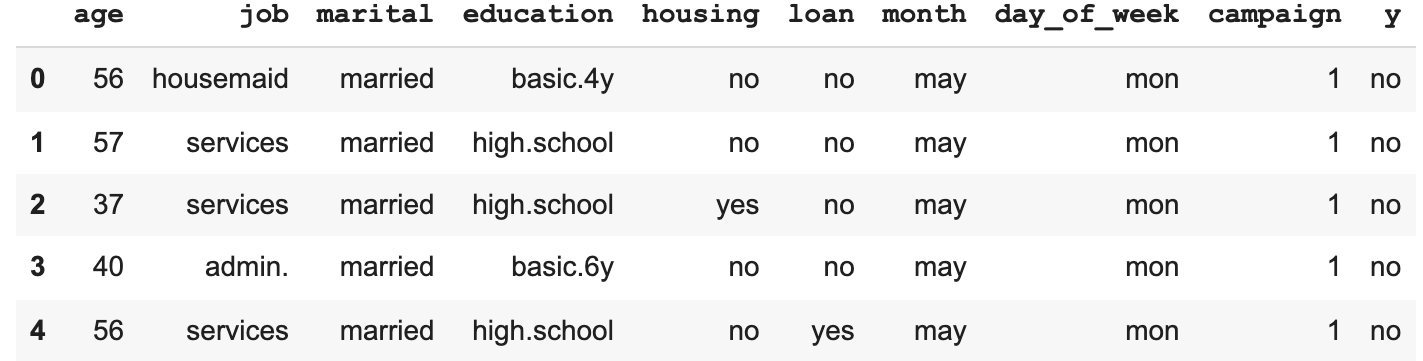 age job marital education housing loan month day_of_week campaign y
0 56 housemaid married basic.4y no no may mon 1 no
1 57 services married high.school no no may mon 1 no
2 37 services married high.school yes no may mon 1 no
3 40 admin. married basic.6y no no may mon 1 no
4 56 services married high.school no yes may mon 1 no